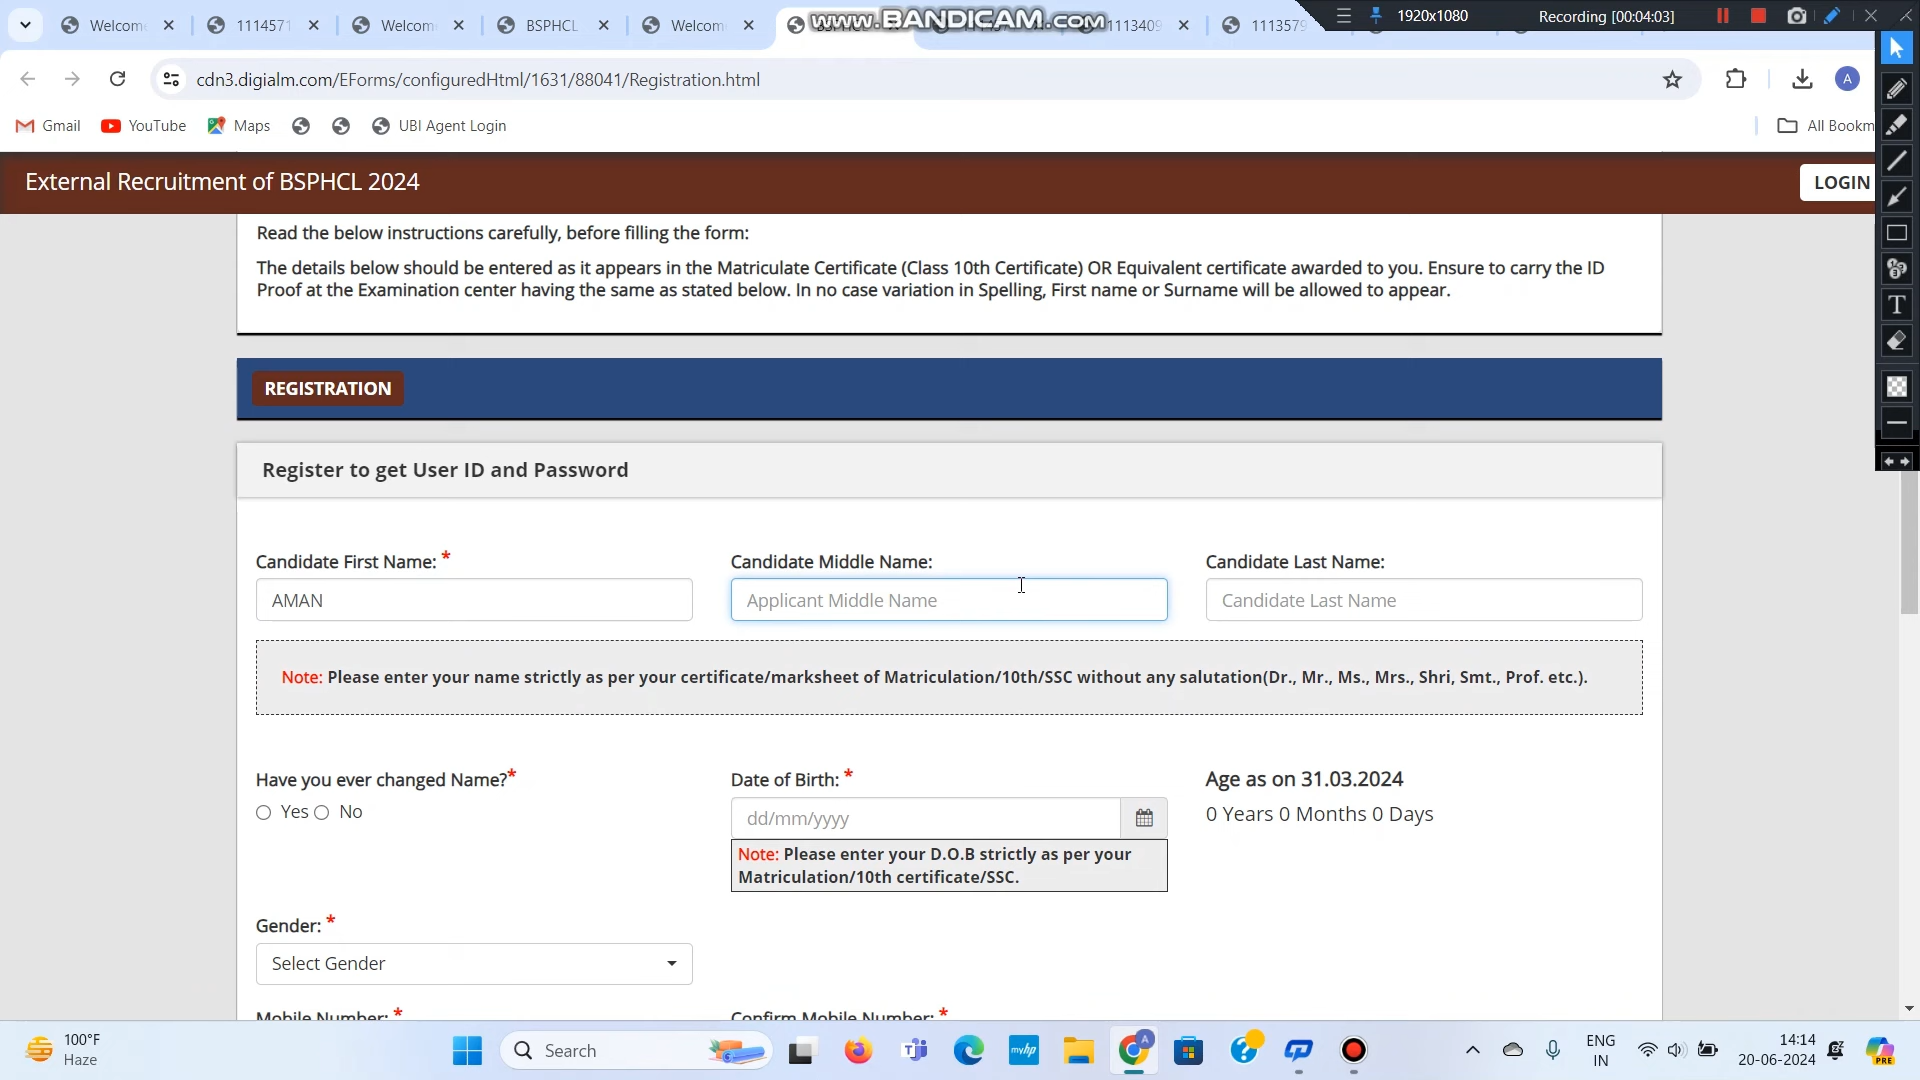 Welcom
1114571
Welcom
BSPHCL
Welcom
www.BANDICAM.com
1113409
1113579
1920x1080
Recording [00:04:03]
cdn3.digialm.com/EForms/configuredHtml/1631/88041/Registration.html
A
Gmail
YouTube
Maps
UBI Agent Login
All Bookm
External Recruitment of BSPHCL 2024
LOGIN
Read the below instructions carefully, before filling the form:
The details below should be entered as it appears in the Matriculate Certificate (Class 10th Certificate) OR Equivalent certificate awarded to you. Ensure to carry the ID
Proof at the Examination center having the same as stated below. In no case variation in Spelling, First name or Surname will be allowed to appear.
REGISTRATION
Register to get User ID and Password
Candidate First Name: *
Candidate Middle Name:
Candidate Last Name:
AMAN
Applicant Middle Name
Candidate Last Name
Note: Please enter your name strictly as per your certificate/marksheet of Matriculation/10th/SSC without any salutation(Dr., Mr., Ms., Mrs., Shri, Smt., Prof. etc.).
Have you ever changed Name?*
Date of Birth: *
Age as on 31.03.2024
Yes No
dd/mm/yyyy
0 Years 0 Months 0 Days
Note: Please enter your D.O.B strictly as per your
Matriculation/10th certificate/SSC.
Gender: *
Select Gender
Mobile Number: *
Confirm Mobile Number: *
100°F
Haze
Search
myhp
A
ENG
IN
14:14
20-06-2024
PRE